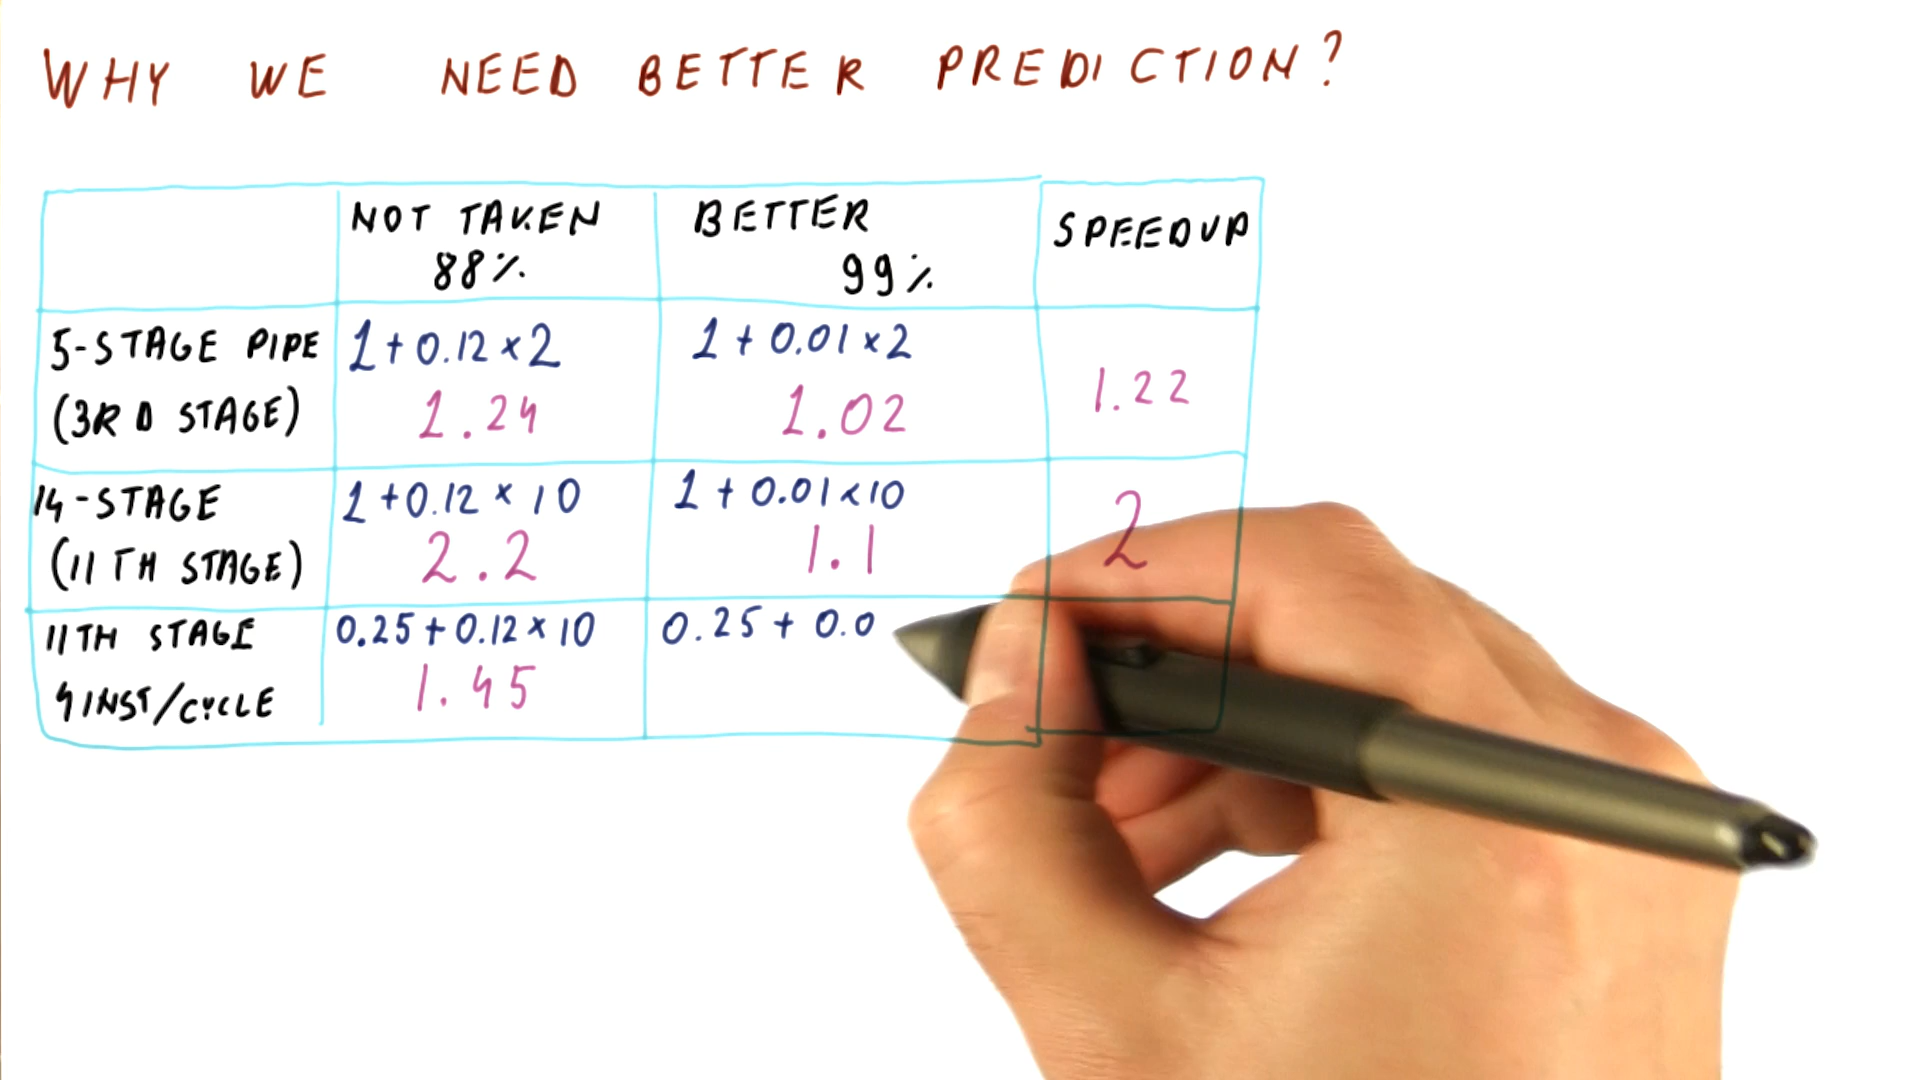 WHY WE NEED BETTER PREDICTION?
NOT TAKEN
88%
BETTER
99%
SPEEDUP
5-STAGE PIPE
(3RD STAGE)
1+0.12×2
1.24
1 + 0.01×2
1.02
1.22
14-STAGE
(11TH STAGE)
1+0.12×10
2.2
1 + 0.01×10
1.1
2
11TH STAGE
4 INST/CYCLE
0.25+0.12×10
1.45
0.25 + 0.0